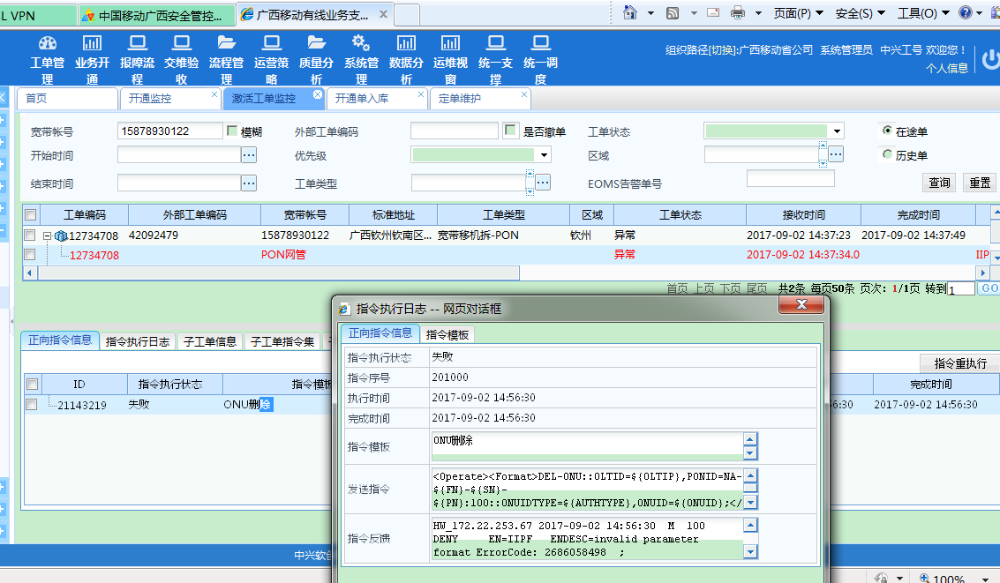 L VPN
中国移动广西安全管控...
广西移动有线业务支...
页面(P)
安全(S)
工具(O)
工单管理
业务开通
报障流程
交维验收
流程管理
运营策略
质量分析
系统管理
数据分析
运维视窗
统一支撑
统一调度
组织路径[切换]:广西移动省公司 系统管理员 中兴工号 欢迎您！
个人信息
首页
开通监控
激活工单监控
开通单入库
定单维护
宽带帐号 15878930122 模糊 外部工单编码 是否撤单 工单状态 在途单
开始时间 优先级 区域 历史单
结束时间 工单类型 EOMS告警单号 查询 重置
工单编码 外部工单编码 宽带帐号 标准地址 工单类型 区域 工单状态 接收时间 完成时间
12734708 42092479 15878930122 广西钦州钦南区... 宽带移机拆-PON 钦州 异常 2017-09-02 14:37:23 2017-09-02 14:37:49
12734708 PON网管 异常 2017-09-02 14:37:34.0 IIP
首页 上页 下页 尾页 共2条 每页50条 页次：1/1页 转到 1 GO
正向指令信息 指令执行日志 子工单信息 子工单指令集
指令重执行
ID 指令执行状态 指令模板 完成时间
21143219 失败 ONU删除 6:30 2017-09-02 14:56:30
指令执行日志 -- 网页对话框
正向指令信息 指令模板
指令执行状态 失败
指令序号 201000
执行时间 2017-09-02 14:56:30
完成时间 2017-09-02 14:56:30
指令模板 ONU删除
发送指令
<Operate><Format>DEL-ONU::OLTID=${OLTIP},PONID=NA-
${FN}-${SN}-
${PN}:100::ONUIDTYPE=${AUTHTYPE},ONUID=${ONUID};</
指令反馈
HW_172.22.253.67 2017-09-02 14:56:30 M 100
DENY EN=IIPF ENDESC=invalid parameter
format ErrorCode: 2686058498 ;
中兴软创
100%